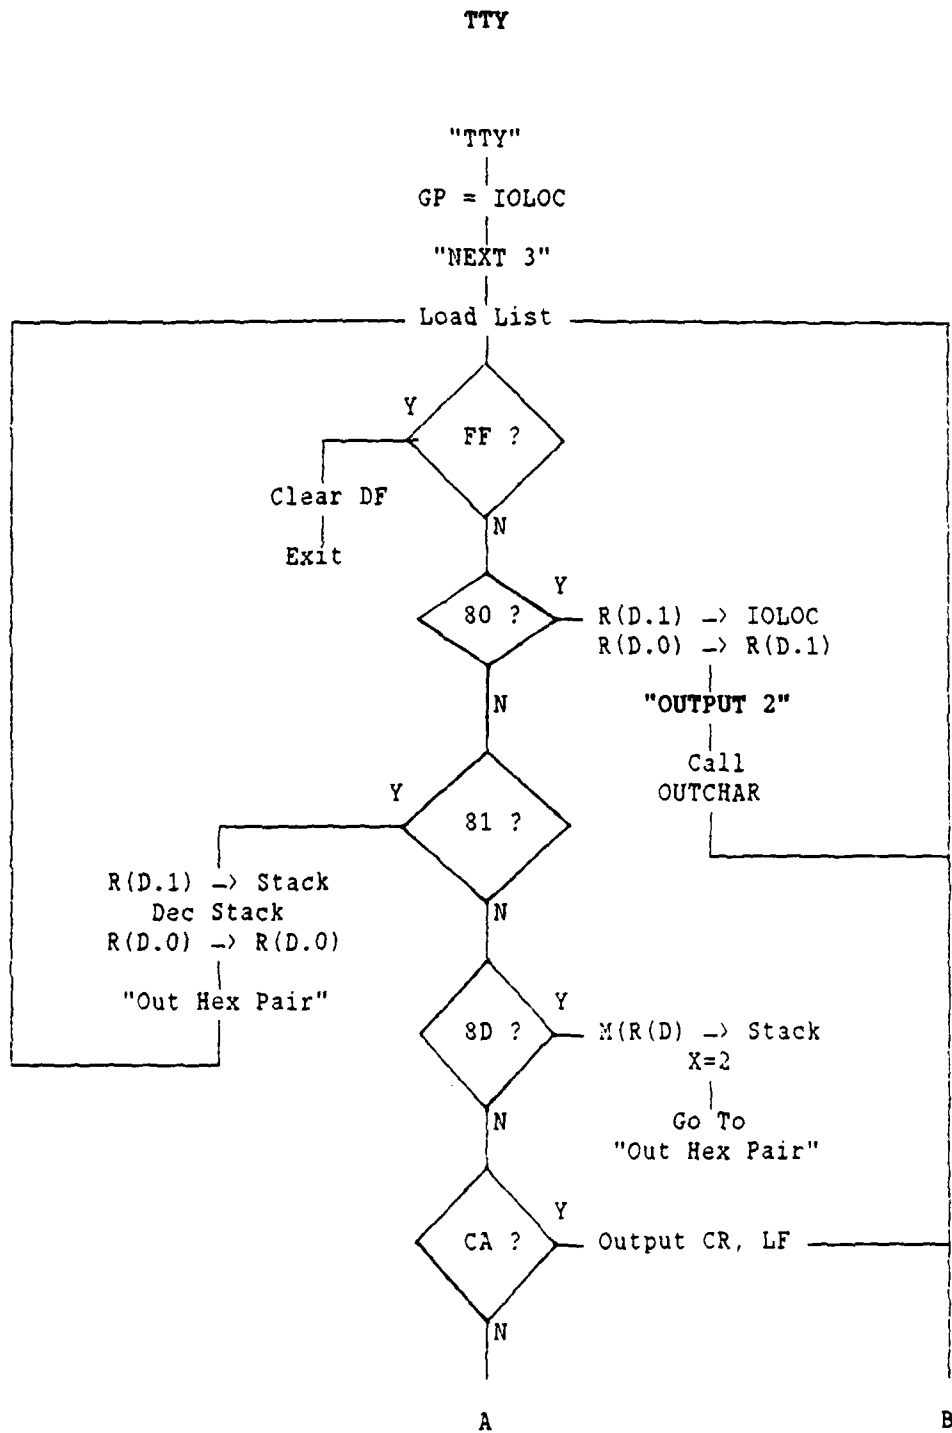 TTY
"TTY"
GP = IOLOC
"NEXT 3"
Load List
Y
FF ?
Clear DF
N
Exit
Y
80 ?
R(D.1) -> IOLOC
R(D.0) -> R(D.1)
N
"OUTPUT 2"
Call
OUTCHAR
Y
81 ?
R(D.1) -> Stack
Dec Stack
R(D.0) -> R(D.0)
N
"Out Hex Pair"
Y
8D ?
M(R(D) -> Stack
X=2
N
Go To
"Out Hex Pair"
Y
CA ?
Output CR, LF
N
A
B